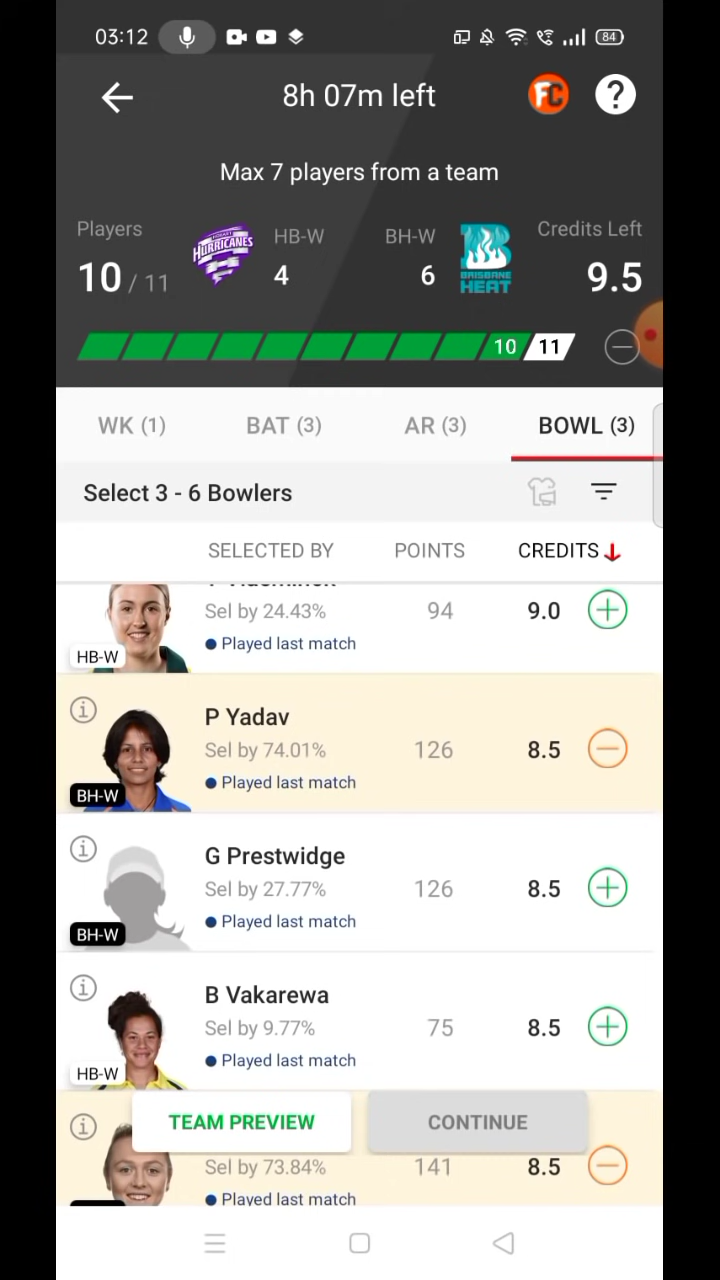 03:12
84
8h 07m left
FC
?
Max 7 players from a team
Players
HB-W
BH-W
Credits Left
10 / 11
HURRICANES
4
6
BRISBANE
HEAT
9.5
10
11
WK (1)
BAT (3)
AR (3)
BOWL (3)
Select 3 - 6 Bowlers
SELECTED BY
POINTS
CREDITS
Sel by 24.43%
94
9.0
Played last match
HB-W
P Yadav
Sel by 74.01%
126
8.5
Played last match
BH-W
G Prestwidge
Sel by 27.77%
126
8.5
Played last match
BH-W
B Vakarewa
Sel by 9.77%
75
8.5
Played last match
HB-W
TEAM PREVIEW
CONTINUE
Sel by 73.84%
141
8.5
Played last match